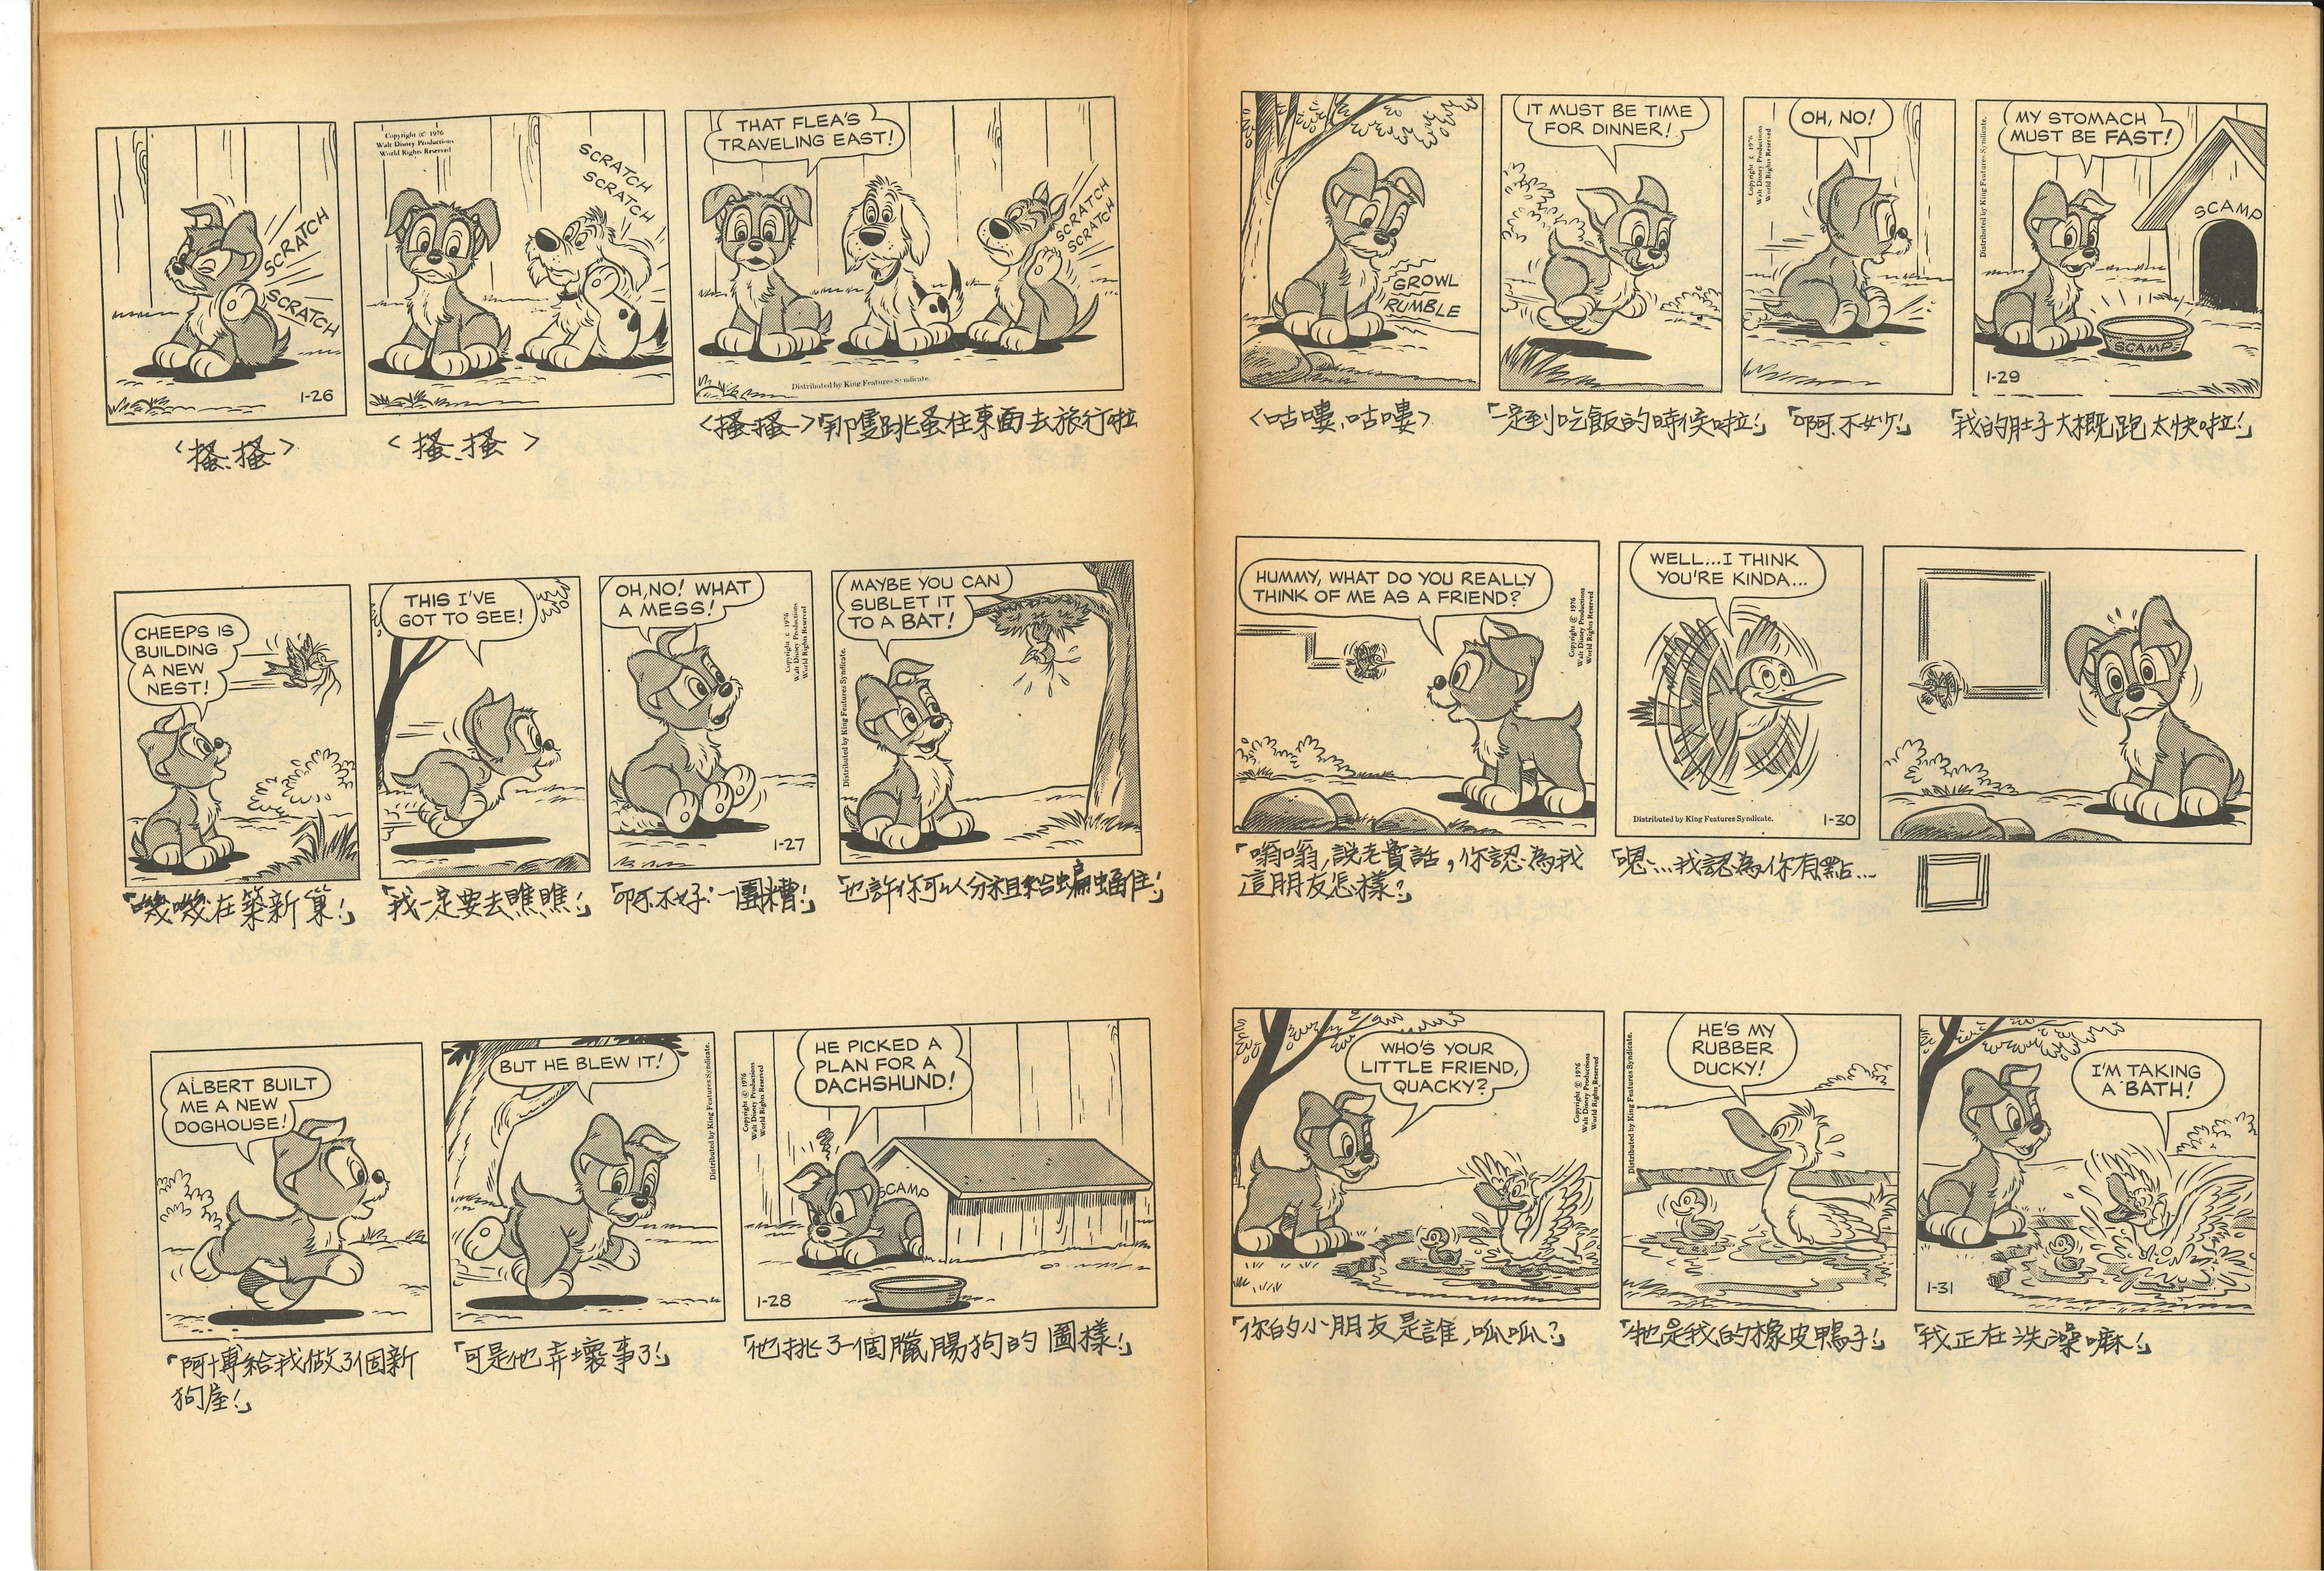 SCRATCH
SCRATCH
1-26
<搔、搔>
Copyright © 1976
Walt Disney Productions
World Rights Reserved
SCRATCH
SCRATCH
<搔、搔>
THAT FLEA'S
TRAVELING EAST!
SCRATCH
SCRATCH
Distributed by King Features Syndicate.
<搔、搔>「那隻跳蚤往東面去旅行啦
CHEEPS IS
BUILDING
A NEW
NEST!
「嘰嘰在築新巢!」
THIS I'VE
GOT TO SEE!
「我一定要去瞧瞧!」
OH, NO! WHAT
A MESS!
Copyright © 1976
Walt Disney Productions
World Rights Reserved
1-27
「啊,不好!一團糟!」
MAYBE YOU CAN
SUBLET IT
TO A BAT!
Distributed by King Features Syndicate.
「也許你可以分租給蝙蝠住!」
ALBERT BUILT
ME A NEW
DOGHOUSE!
「阿博給我做了個新
狗屋!」
BUT HE BLEW IT!
Distributed by King Features Syndicate.
「可是他弄壞事了!」
HE PICKED A
PLAN FOR A
DACHSHUND!
Copyright © 1976
Walt Disney Productions
World Rights Reserved
SCAMP
1-28
「他挑了一個臘腸狗的圖樣!」
GROWL
RUMBLE
<咕嘍,咕嘍>
IT MUST BE TIME
FOR DINNER!
「一定到吃飯的時候啦!」
OH, NO!
Copyright © 1976
Walt Disney Productions
World Rights Reserved
「啊,不妙!」
MY STOMACH
MUST BE FAST!
Distributed by King Features Syndicate.
SCAMP
SCAMP
1-29
「我的肚子大概跑太快啦!」
HUMMY, WHAT DO YOU REALLY
THINK OF ME AS A FRIEND?
Copyright © 1976
Walt Disney Productions
World Rights Reserved
「嗡嗡,說老實話,你認為我
這朋友怎樣?」
WELL...I THINK
YOU'RE KINDA...
Distributed by King Features Syndicate.
1-30
「嗯...我認為你有點...
WHO'S YOUR
LITTLE FRIEND,
QUACKY?
Copyright © 1976
Walt Disney Productions
World Rights Reserved
「你的小朋友是誰,呱呱?」
HE'S MY
RUBBER
DUCKY!
Distributed by King Features Syndicate.
「牠是我的橡皮鴨子!」
I'M TAKING
A BATH!
1-31
「我正在洗澡嘛!」